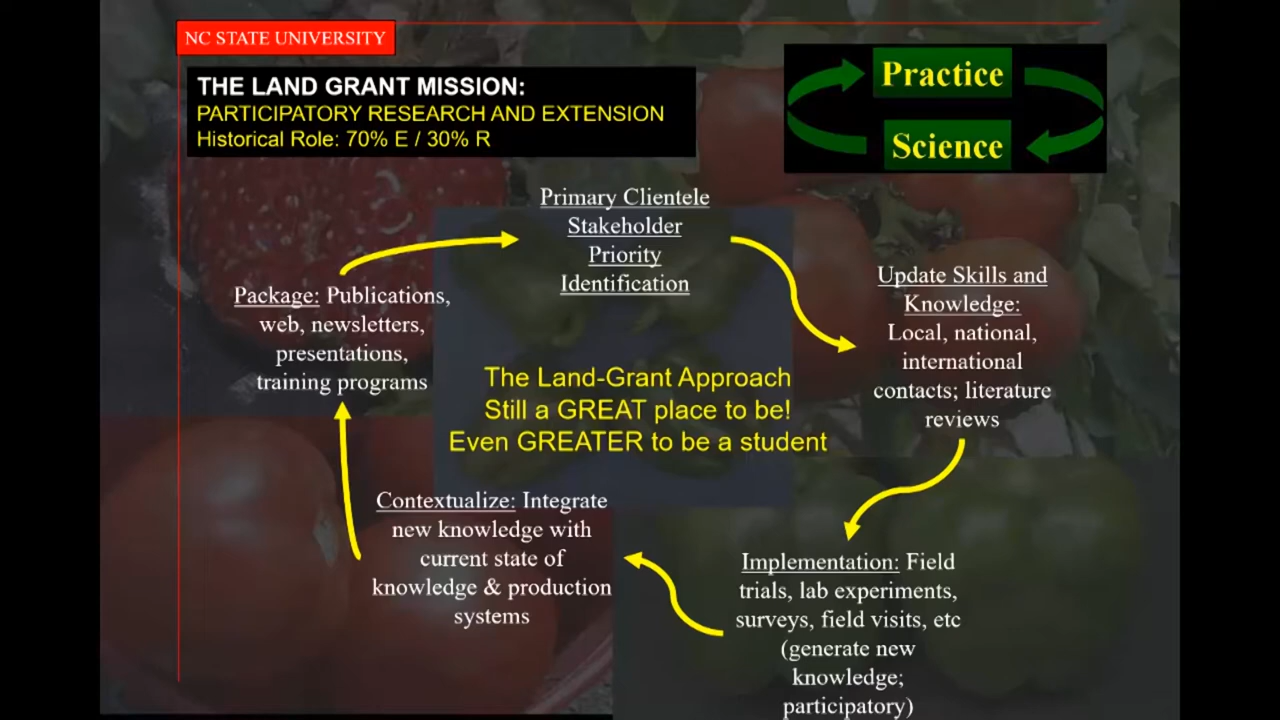 NC STATE UNIVERSITY
THE LAND GRANT MISSION:
PARTICIPATORY RESEARCH AND EXTENSION
Historical Role: 70% E / 30% R
Practice
Science
Primary Clientele
Stakeholder
Priority
Identification
Update Skills and
Knowledge:
Local, national,
international
contacts; literature
reviews
Implementation: Field
trials, lab experiments,
surveys, field visits, etc
(generate new
knowledge;
participatory)
Contextualize: Integrate
new knowledge with
current state of
knowledge & production
systems
Package: Publications,
web, newsletters,
presentations,
training programs
The Land-Grant Approach
Still a GREAT place to be!
Even GREATER to be a student